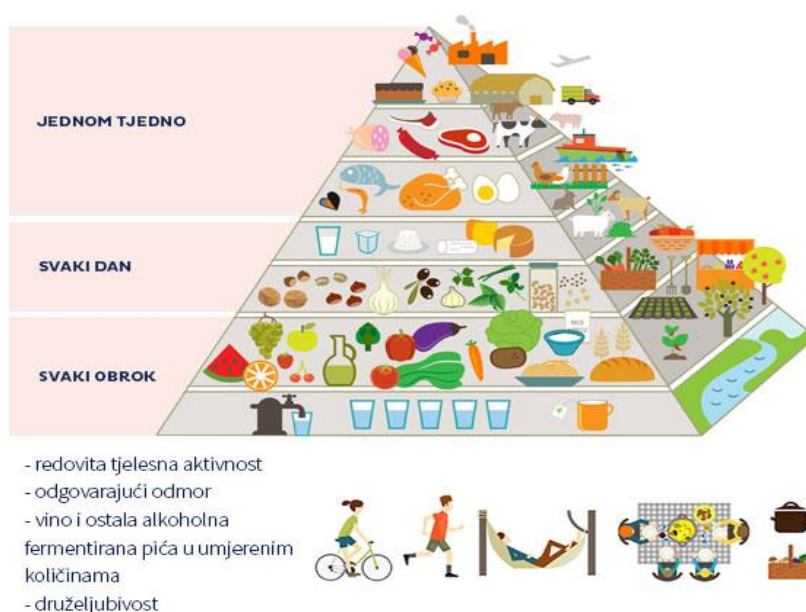 JEDNOM TJEDNO
SVAKI DAN
SVAKI OBROK
- redovita tjelesna aktivnost
- odgovarajući odmor
- vino i ostala alkoholna
fermentirana pića u umjerenim
količinama
- druželjubivost